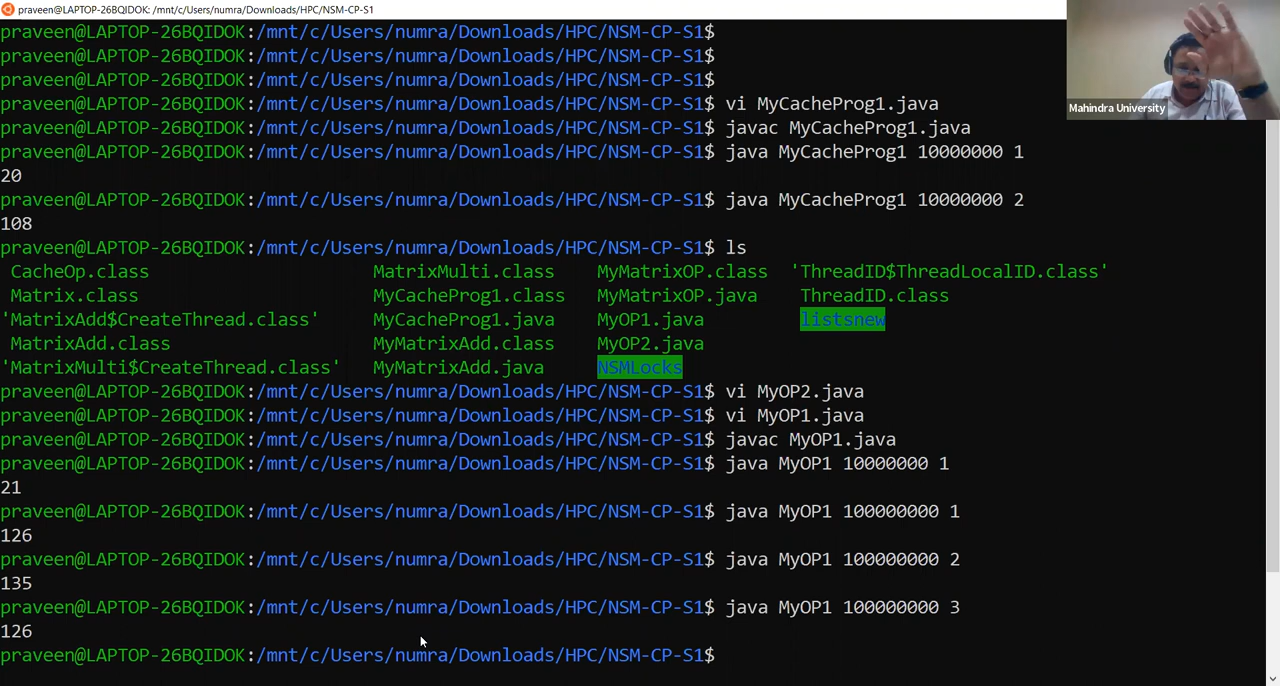 praveen@LAPTOP-26BQIDOK: /mnt/c/Users/numra/Downloads/HPC/NSM-CP-S1
praveen@LAPTOP-26BQIDOK:/mnt/c/Users/numra/Downloads/HPC/NSM-CP-S1$
praveen@LAPTOP-26BQIDOK:/mnt/c/Users/numra/Downloads/HPC/NSM-CP-S1$
praveen@LAPTOP-26BQIDOK:/mnt/c/Users/numra/Downloads/HPC/NSM-CP-S1$
praveen@LAPTOP-26BQIDOK:/mnt/c/Users/numra/Downloads/HPC/NSM-CP-S1$ vi MyCacheProg1.java
Mahindra University
praveen@LAPTOP-26BQIDOK:/mnt/c/Users/numra/Downloads/HPC/NSM-CP-S1$ javac MyCacheProg1.java
praveen@LAPTOP-26BQIDOK:/mnt/c/Users/numra/Downloads/HPC/NSM-CP-S1$ java MyCacheProg1 10000000 1
20
praveen@LAPTOP-26BQIDOK:/mnt/c/Users/numra/Downloads/HPC/NSM-CP-S1$ java MyCacheProg1 10000000 2
108
praveen@LAPTOP-26BQIDOK:/mnt/c/Users/numra/Downloads/HPC/NSM-CP-S1$ ls
CacheOp.class MatrixMulti.class MyMatrixOP.class 'ThreadID$ThreadLocalID.class'
Matrix.class MyCacheProg1.class MyMatrixOP.java ThreadID.class
'MatrixAdd$CreateThread.class' MyCacheProg1.java MyOP1.java listsnew
MatrixAdd.class MyMatrixAdd.class MyOP2.java
'MatrixMulti$CreateThread.class' MyMatrixAdd.java NSMLocks
praveen@LAPTOP-26BQIDOK:/mnt/c/Users/numra/Downloads/HPC/NSM-CP-S1$ vi MyOP2.java
praveen@LAPTOP-26BQIDOK:/mnt/c/Users/numra/Downloads/HPC/NSM-CP-S1$ vi MyOP1.java
praveen@LAPTOP-26BQIDOK:/mnt/c/Users/numra/Downloads/HPC/NSM-CP-S1$ javac MyOP1.java
praveen@LAPTOP-26BQIDOK:/mnt/c/Users/numra/Downloads/HPC/NSM-CP-S1$ java MyOP1 10000000 1
21
praveen@LAPTOP-26BQIDOK:/mnt/c/Users/numra/Downloads/HPC/NSM-CP-S1$ java MyOP1 100000000 1
126
praveen@LAPTOP-26BQIDOK:/mnt/c/Users/numra/Downloads/HPC/NSM-CP-S1$ java MyOP1 100000000 2
135
praveen@LAPTOP-26BQIDOK:/mnt/c/Users/numra/Downloads/HPC/NSM-CP-S1$ java MyOP1 100000000 3
126
praveen@LAPTOP-26BQIDOK:/mnt/c/Users/numra/Downloads/HPC/NSM-CP-S1$